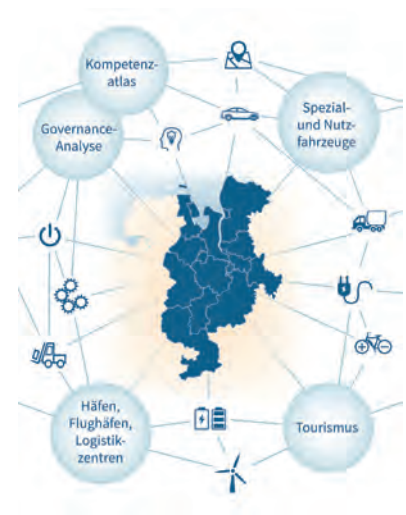 Kompetenz-
atlas
Governance-
Analyse
Spezial-
und Nutz-
fahrzeuge
Häfen,
Flughäfen,
Logistik-
zentren
Tourismus